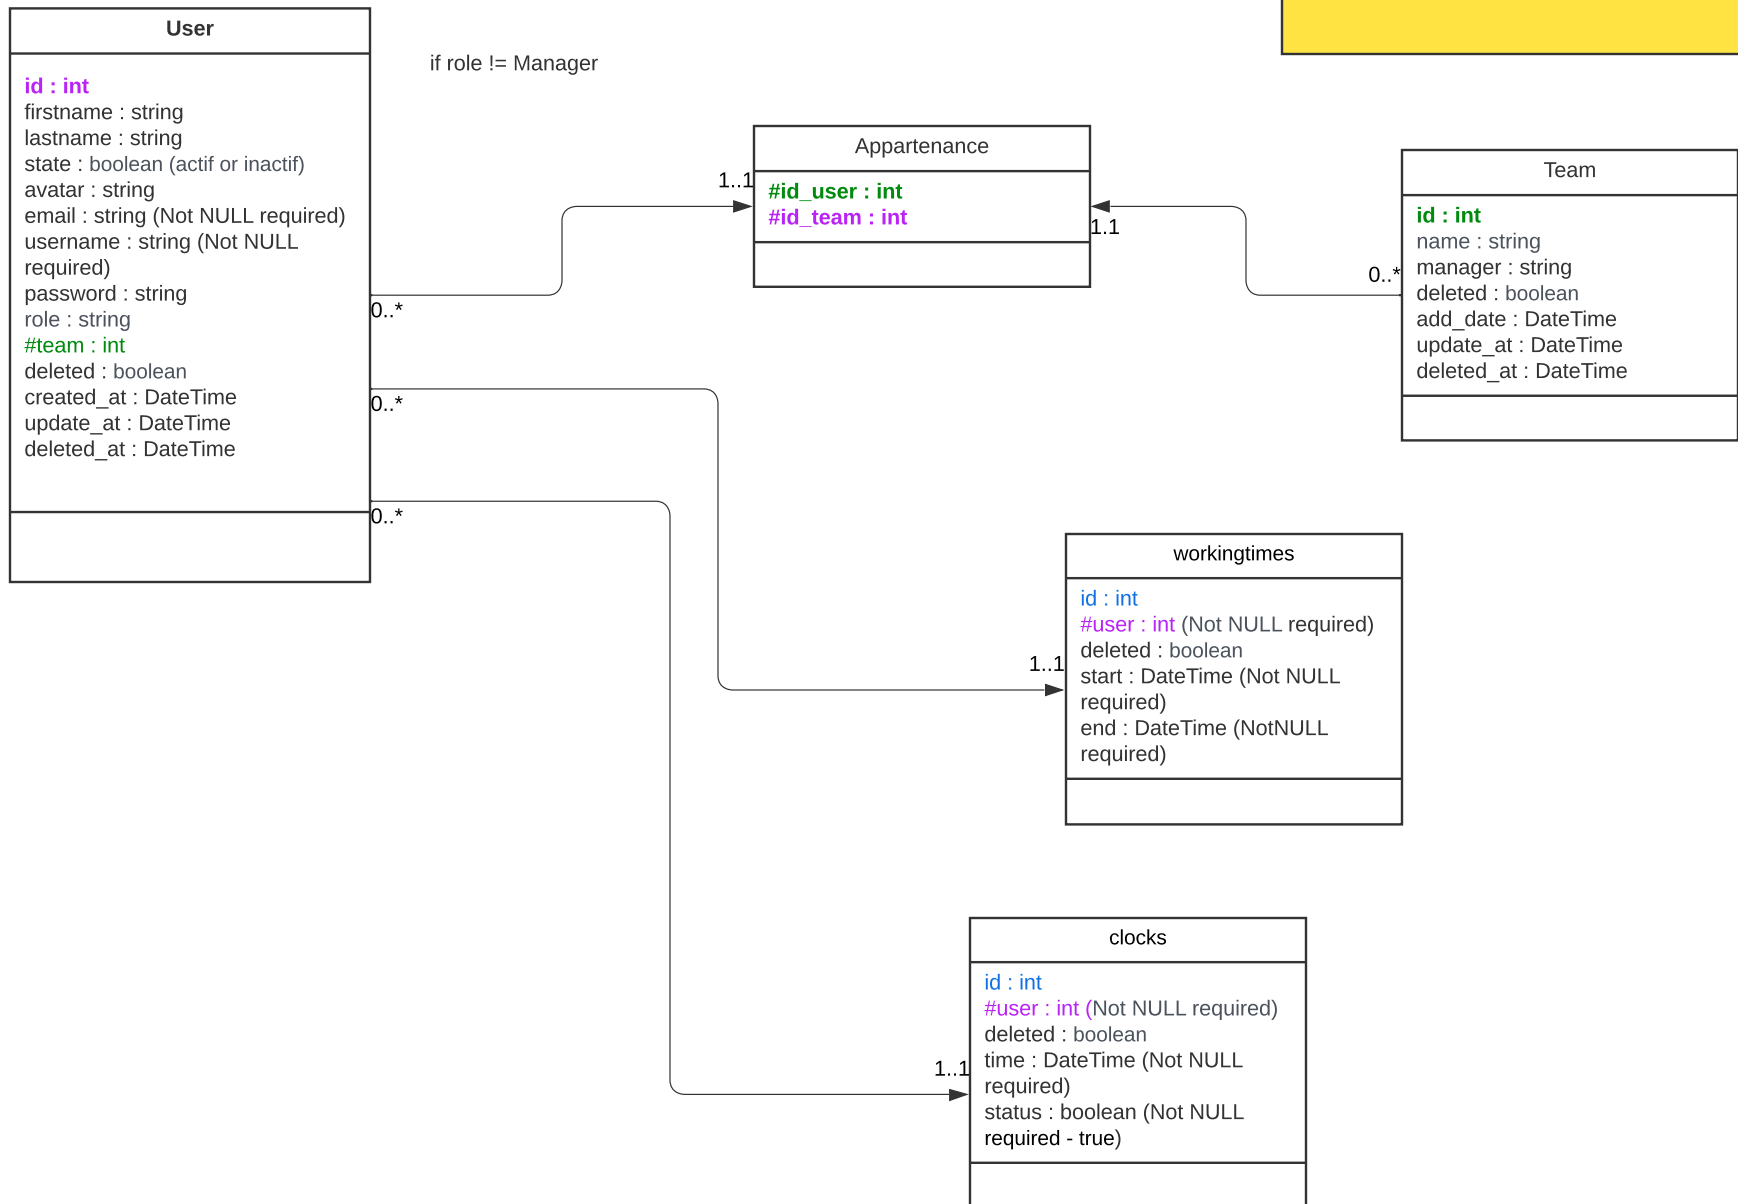 User
id : int
firstname : string
lastname : string
state : boolean (actif or inactif)
avatar : string
email : string (Not NULL required)
username : string (Not NULL
required)
password : string
role : string
#team : int
deleted : boolean
created_at : DateTime
update_at : DateTime
deleted_at : DateTime
if role != Manager
0..*
0..*
0..*
1..1
Appartenance
#id_user : int
#id_team : int
1.1
0..*
Team
id : int
name : string
manager : string
deleted : boolean
add_date : DateTime
update_at : DateTime
deleted_at : DateTime
1..1
workingtimes
id : int
#user : int (Not NULL required)
deleted : boolean
start : DateTime (Not NULL
required)
end : DateTime (NotNULL
required)
1..1
clocks
id : int
#user : int (Not NULL required)
deleted : boolean
time : DateTime (Not NULL
required)
status : boolean (Not NULL
required - true)